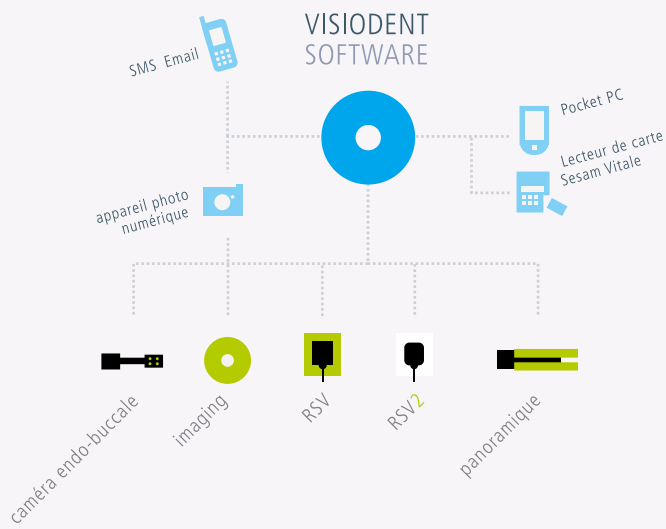 VISIODENT
SOFTWARE
SMS Email
Pocket PC
Lecteur de carte
Sesam Vitale
appareil photo
numérique
caméra endo-buccale
imaging
RSV
RSV2
panoramique